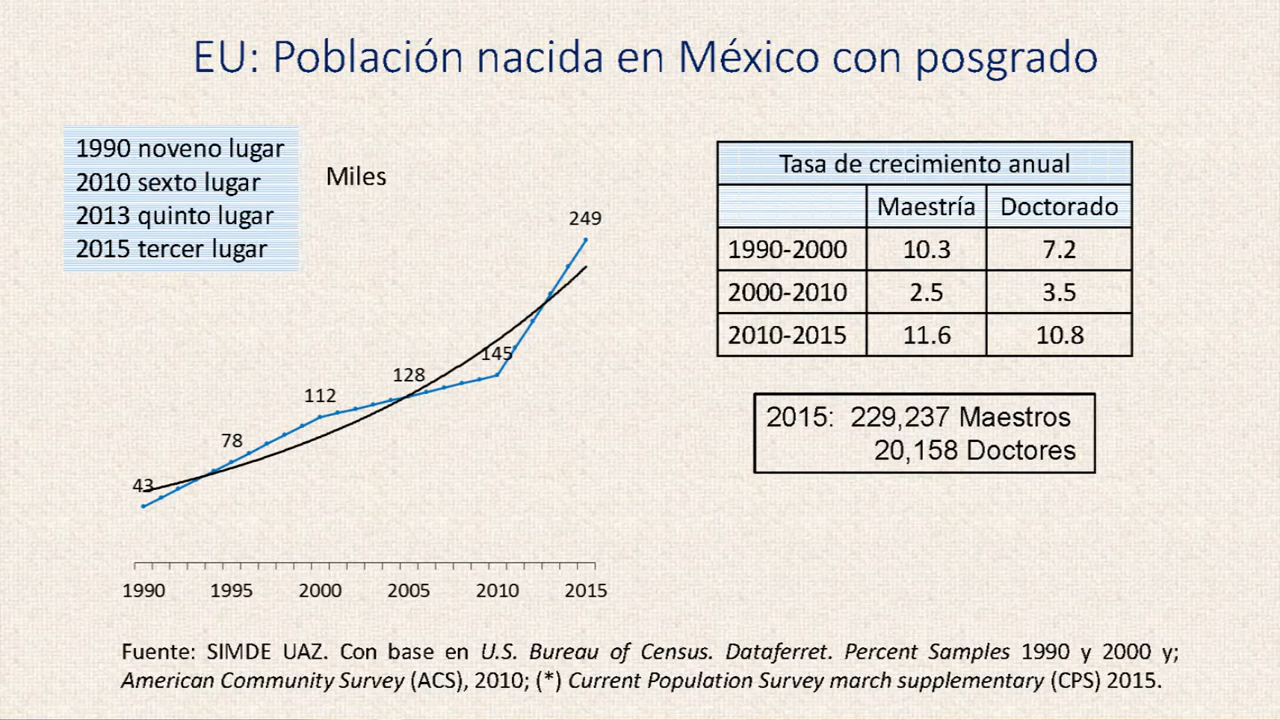 EU: Población nacida en México con posgrado
1990 noveno lugar
2010 sexto lugar
2013 quinto lugar
2015 tercer lugar
Miles
249
145
128
112
78
43
1990 1995 2000 2005 2010 2015
Tasa de crecimiento anual
Maestría Doctorado
1990-2000 10.3 7.2
2000-2010 2.5 3.5
2010-2015 11.6 10.8
2015: 229,237 Maestros
20,158 Doctores
Fuente: SIMDE UAZ. Con base en U.S. Bureau of Census. Dataferret. Percent Samples 1990 y 2000 y;
American Community Survey (ACS), 2010; (*) Current Population Survey march supplementary (CPS) 2015.